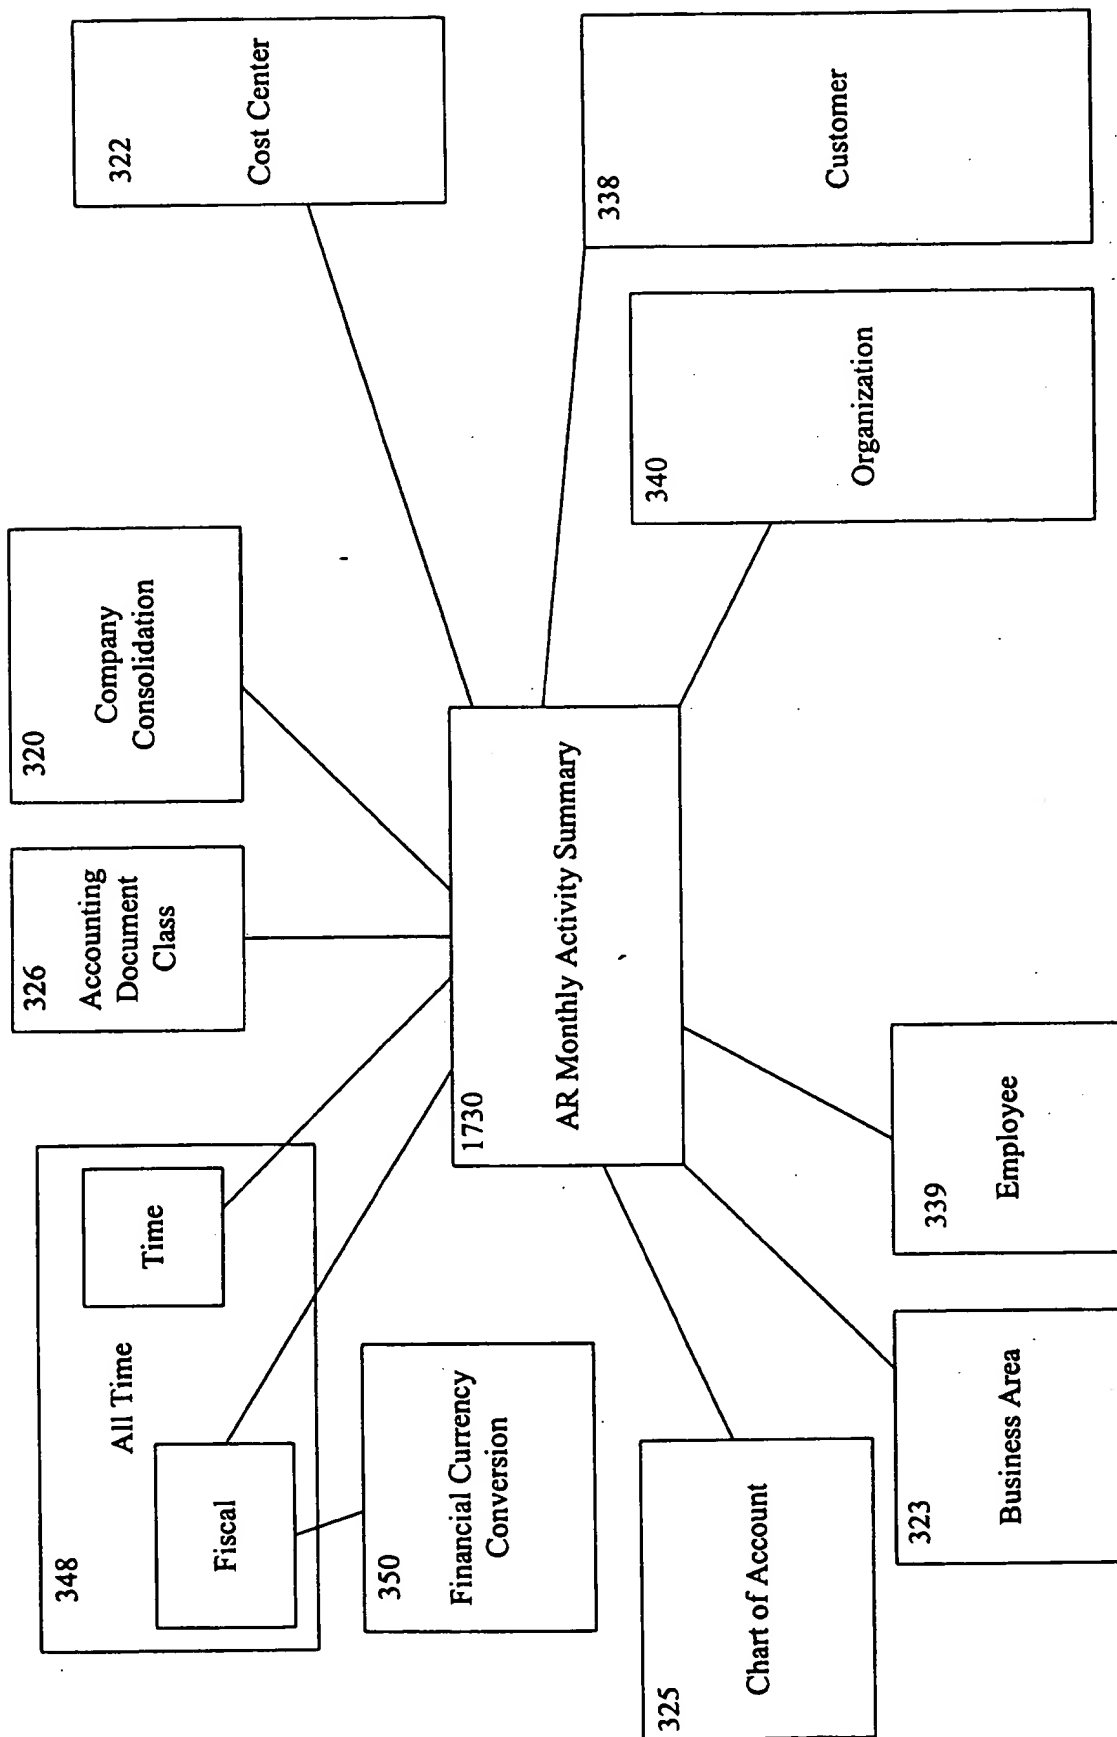 348
All Time
Fiscal
Time
326
Accounting
Document
Class
320
Company
Consolidation
322
Cost Center
350
Financial Currency
Conversion
1730
AR Monthly Activity Summary
338
Customer
340
Organization
325
Chart of Account
323
Business Area
339
Employee